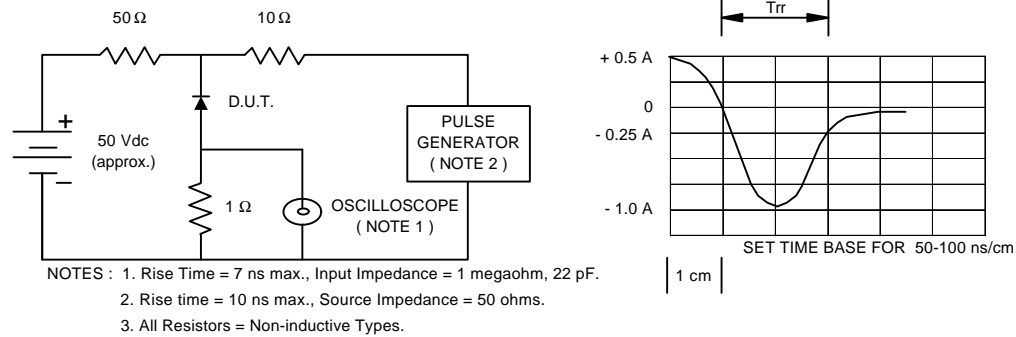 50 Ω
10 Ω
D.U.T.
+
50 Vdc
(approx.)
−
1 Ω
OSCILLOSCOPE
( NOTE 1 )
PULSE
GENERATOR
( NOTE 2 )
Trr
+ 0.5 A
0
- 0.25 A
- 1.0 A
SET TIME BASE FOR 50-100 ns/cm
1 cm
NOTES : 1. Rise Time = 7 ns max., Input Impedance = 1 megaohm, 22 pF.
2. Rise time = 10 ns max., Source Impedance = 50 ohms.
3. All Resistors = Non-inductive Types.